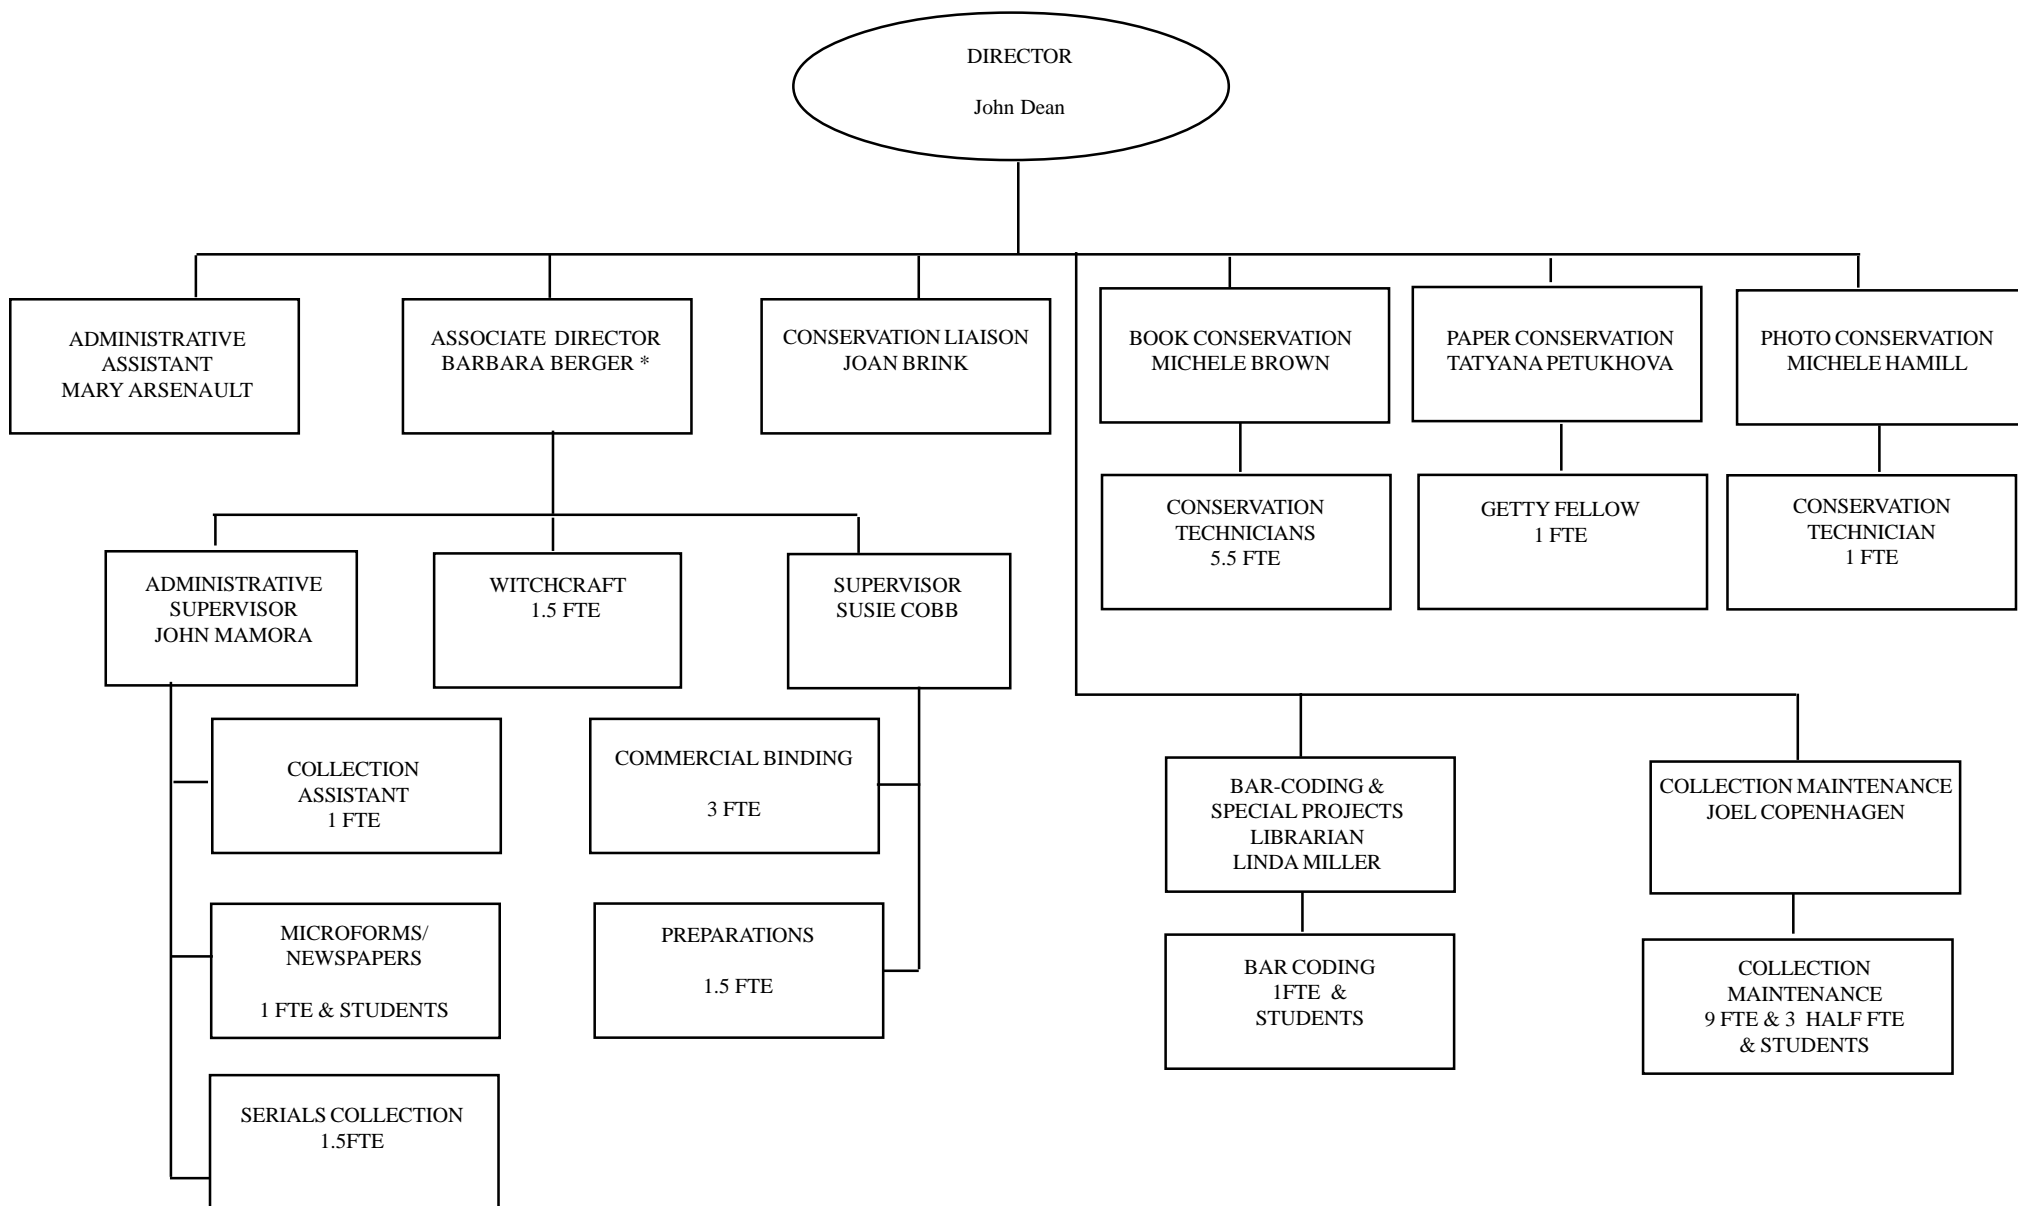 DIRECTOR
John Dean
ADMINISTRATIVE
ASSISTANT
MARY ARSENAULT
ASSOCIATE DIRECTOR
BARBARA BERGER *
CONSERVATION LIAISON
JOAN BRINK
BOOK CONSERVATION
MICHELE BROWN
PAPER CONSERVATION
TATYANA PETUKHOVA
PHOTO CONSERVATION
MICHELE HAMILL
CONSERVATION
TECHNICIANS
5.5 FTE
GETTY FELLOW
1 FTE
CONSERVATION
TECHNICIAN
1 FTE
ADMINISTRATIVE
SUPERVISOR
JOHN MAMORA
WITCHCRAFT
1.5 FTE
SUPERVISOR
SUSIE COBB
COLLECTION
ASSISTANT
1 FTE
COMMERCIAL BINDING
3 FTE
BAR-CODING &
SPECIAL PROJECTS
LIBRARIAN
LINDA MILLER
COLLECTION MAINTENANCE
JOEL COPENHAGEN
MICROFORMS/
NEWSPAPERS
1 FTE & STUDENTS
PREPARATIONS
1.5 FTE
BAR CODING
1FTE &
STUDENTS
COLLECTION
MAINTENANCE
9 FTE & 3 HALF FTE
& STUDENTS
SERIALS COLLECTION
1.5FTE